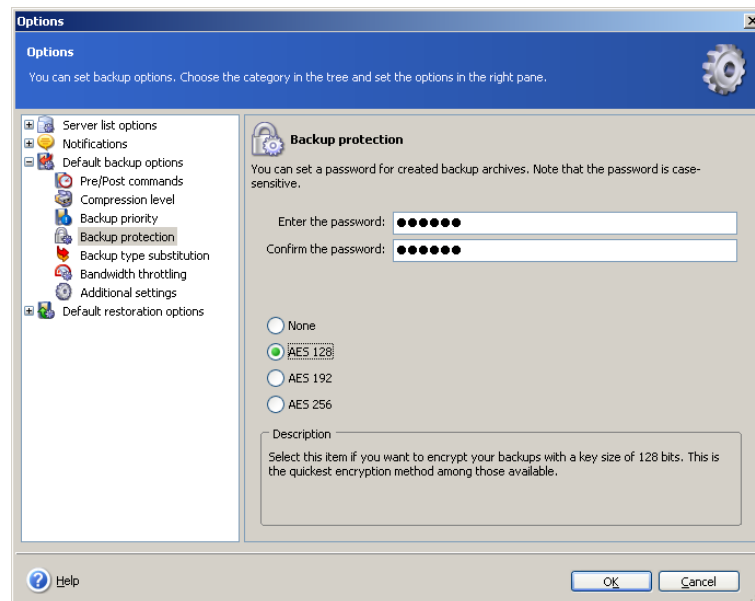 Options
Options
You can set backup options. Choose the category in the tree and set the options in the right pane.
Server list options
Notifications
Default backup options
Pre/Post commands
Compression level
Backup priority
Backup protection
Backup type substitution
Bandwidth throttling
Additional settings
Default restoration options
Backup protection
You can set a password for created backup archives. Note that the password is case-
sensitive.
Enter the password: ●●●●●●
Confirm the password: ●●●●●●
None
AES 128
AES 192
AES 256
Description
Select this item if you want to encrypt your backups with a key size of 128 bits. This is
the quickest encryption method among those available.
Help
OK
Cancel